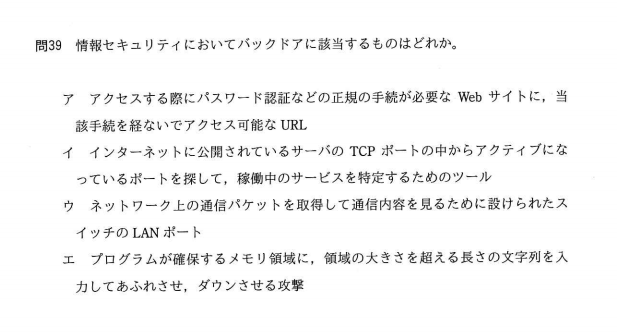 問39 情報セキュリティにおいてバックドアに該当するものはどれか。
ア アクセスする際にパスワード認証などの正規の手続が必要な Web サイトに，当
該手続を経ないでアクセス可能な URL
イ インターネットに公開されているサーバの TCP ポートの中からアクティブにな
っているポートを探して，稼働中のサービスを特定するためのツール
ウ ネットワーク上の通信パケットを取得して通信内容を見るために設けられたス
イッチの LAN ポート
エ プログラムが確保するメモリ領域に，領域の大きさを超える長さの文字列を入
力してあふれさせ，ダウンさせる攻撃